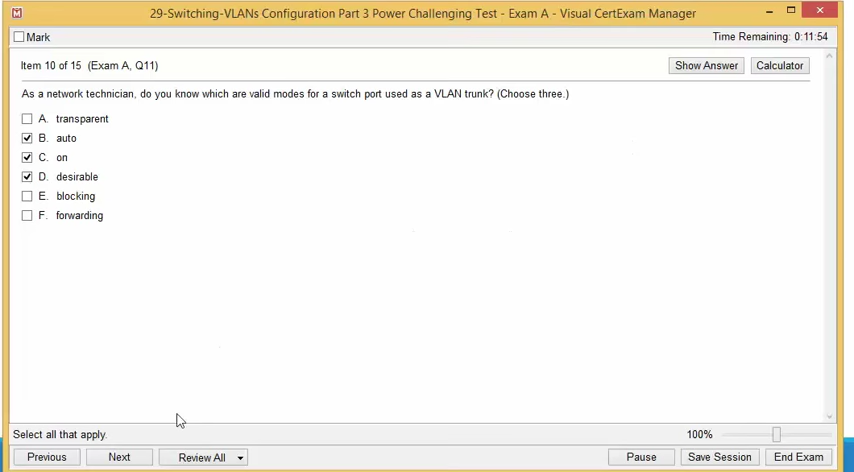 29-Switching-VLANs Configuration Part 3 Power Challenging Test - Exam A - Visual CertExam Manager
Mark
Time Remaining: 0:11:54
Item 10 of 15 (Exam A, Q11)
Show Answer
Calculator
As a network technician, do you know which are valid modes for a switch port used as a VLAN trunk? (Choose three.)
A. transparent
B. auto
C. on
D. desirable
E. blocking
F. forwarding
Select all that apply.
100%
Previous
Next
Review All
Pause
Save Session
End Exam